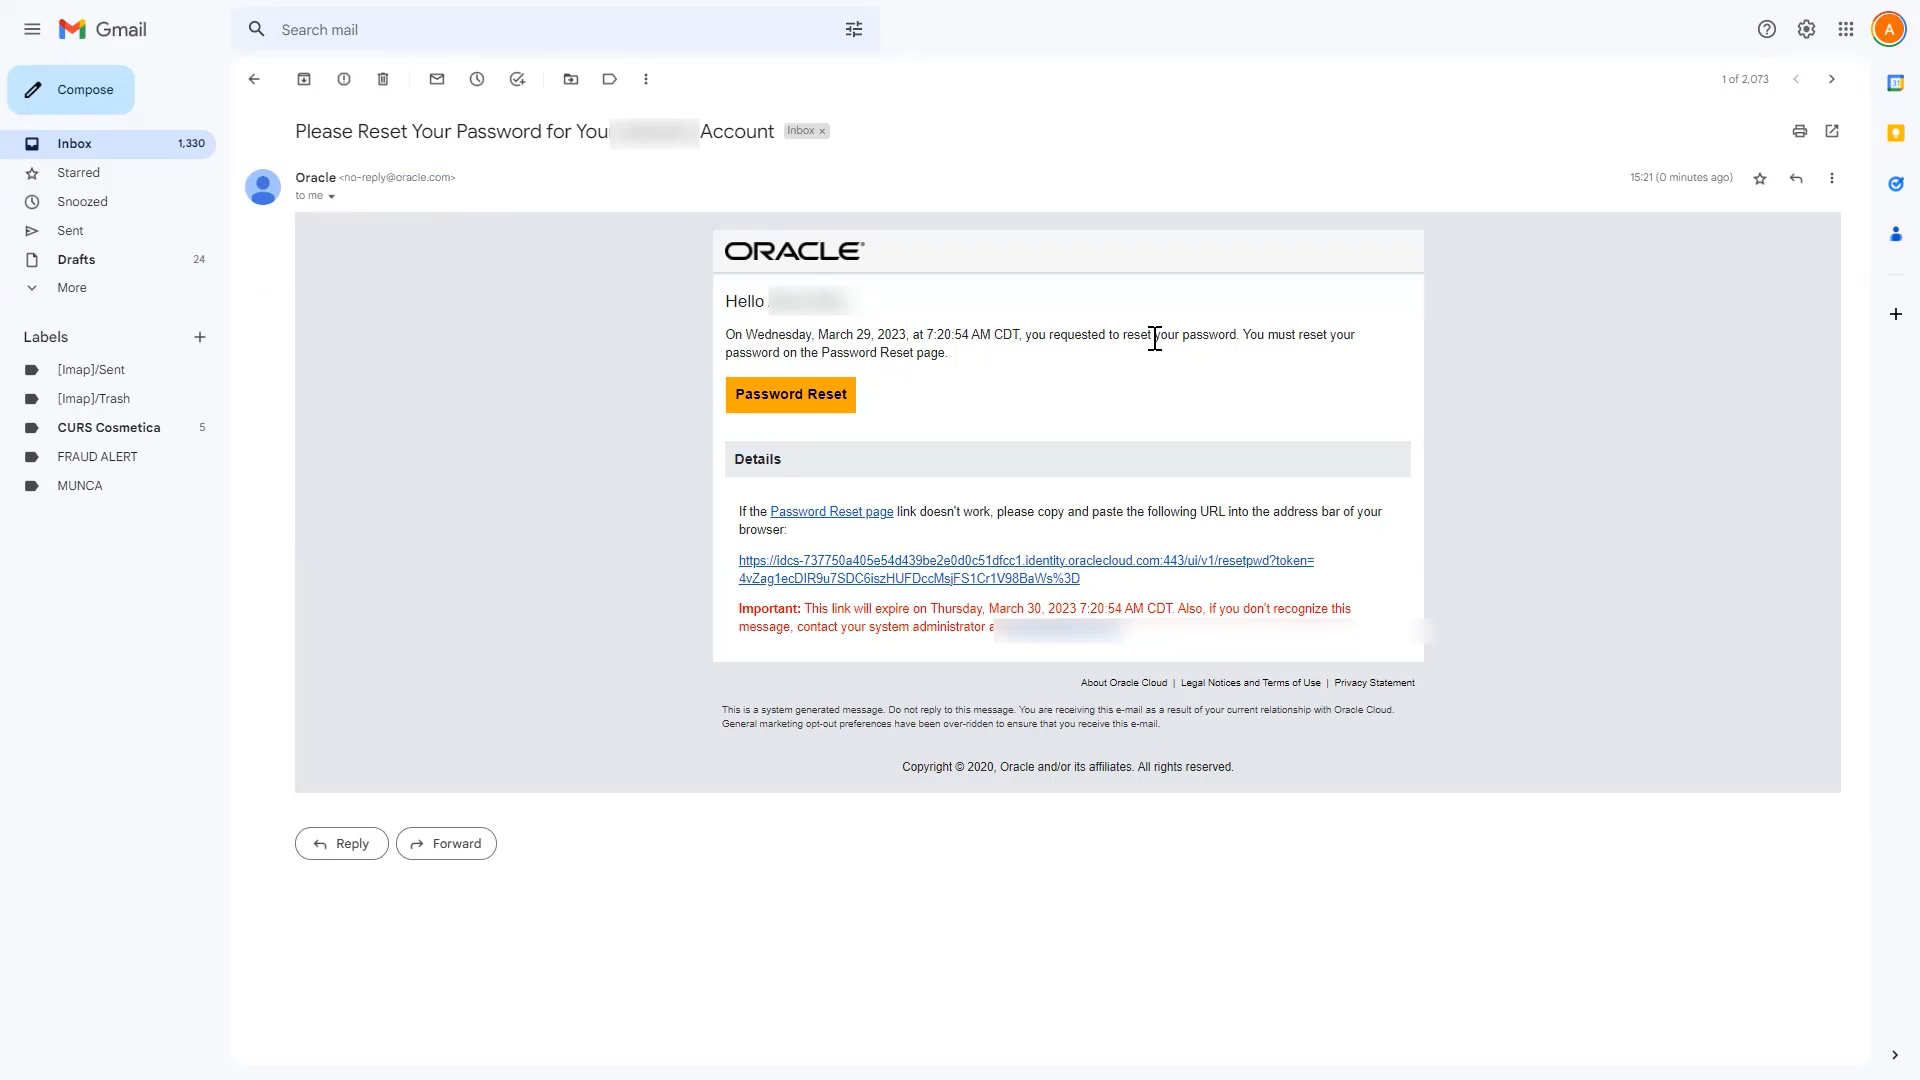 Gmail
Search mail
A
Compose
1 of 2,073
Inbox 1,330
Starred
Snoozed
Sent
Drafts 24
More
Labels
[Imap]/Sent
[Imap]/Trash
CURS Cosmetica 5
FRAUD ALERT
MUNCA
Please Reset Your Password for You Account Inbox ×
Oracle <no-reply@oracle.com> 15:21 (0 minutes ago)
to me
ORACLE
Hello
On Wednesday, March 29, 2023, at 7:20:54 AM CDT, you requested to reset your password. You must reset your
password on the Password Reset page.
Password Reset
Details
If the Password Reset page link doesn't work, please copy and paste the following URL into the address bar of your
browser:
https://idcs-737750a405e54d439be2e0d0c51dfcc1.identity.oraclecloud.com:443/ui/v1/resetpwd?token=
4vZag1ecDIR9u7SDC6iszHUFDccMsjFS1Cr1V98BaWs%3D
Important: This link will expire on Thursday, March 30, 2023 7:20:54 AM CDT. Also, if you don't recognize this
message, contact your system administrator a
About Oracle Cloud | Legal Notices and Terms of Use | Privacy Statement
This is a system generated message. Do not reply to this message. You are receiving this e-mail as a result of your current relationship with Oracle Cloud.
General marketing opt-out preferences have been over-ridden to ensure that you receive this e-mail.
Copyright © 2020, Oracle and/or its affiliates. All rights reserved.
Reply
Forward